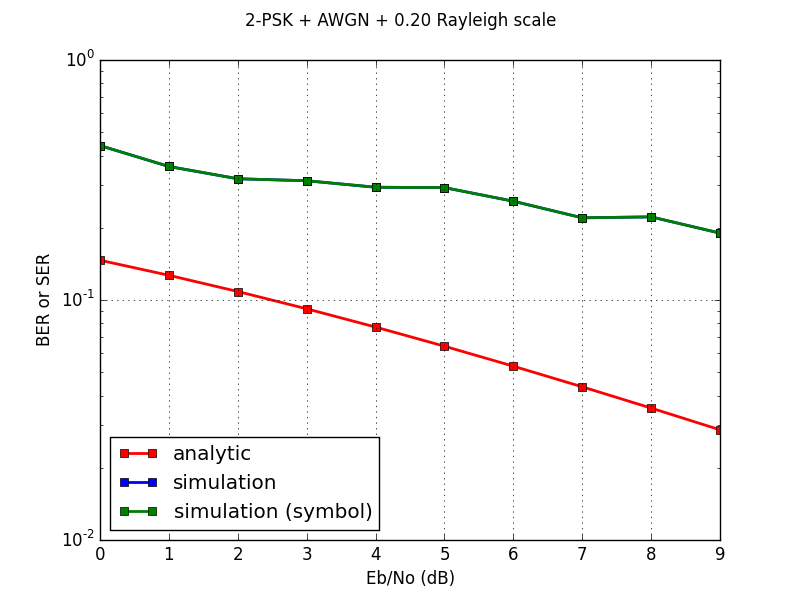 2-PSK + AWGN + 0.20 Rayleigh scale
10^0
10^-1
10^-2
BER or SER
analytic
simulation
simulation (symbol)
0 1 2 3 4 5 6 7 8 9
Eb/No (dB)